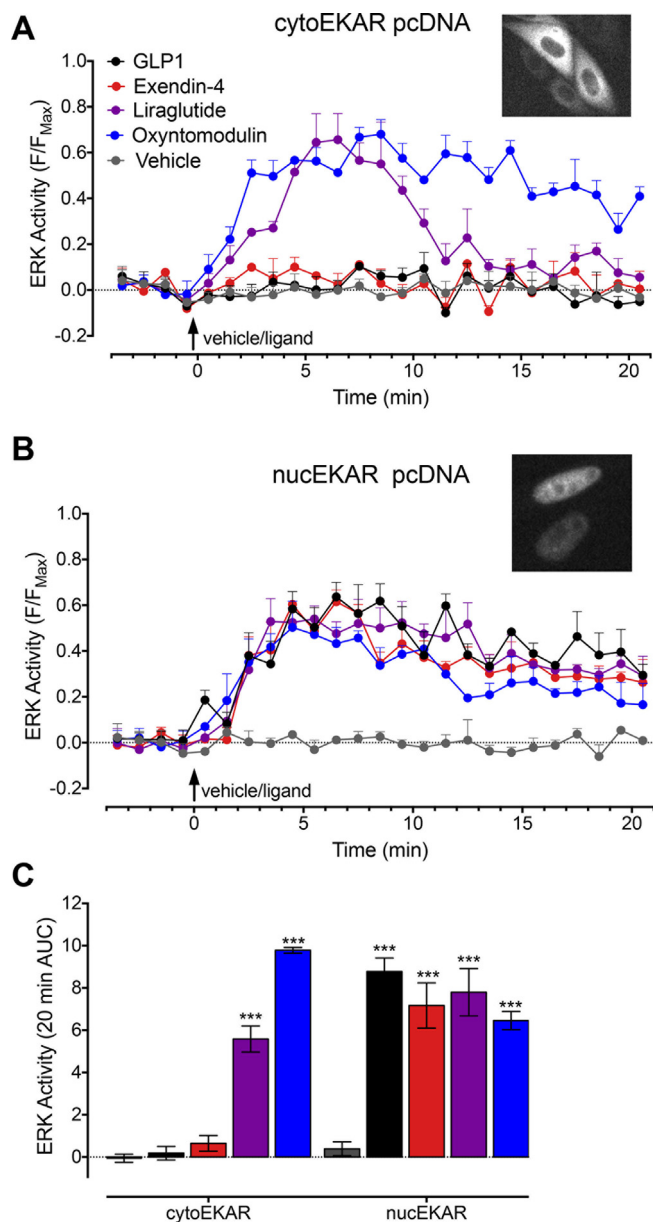 A
cytoEKAR pcDNA
GLP1
Exendin-4
Liraglutide
Oxyntomodulin
Vehicle
ERK Activity (F/FMax)
1.0
0.8
0.6
0.4
0.2
0.0
-0.2
vehicle/ligand
0 5 10 15 20
Time (min)
B
nucEKAR pcDNA
ERK Activity (F/FMax)
1.0
0.8
0.6
0.4
0.2
0.0
-0.2
vehicle/ligand
0 5 10 15 20
Time (min)
C
ERK Activity (20 min AUC)
12
10
8
6
4
2
0
*** *** *** *** *** ***
cytoEKAR nucEKAR